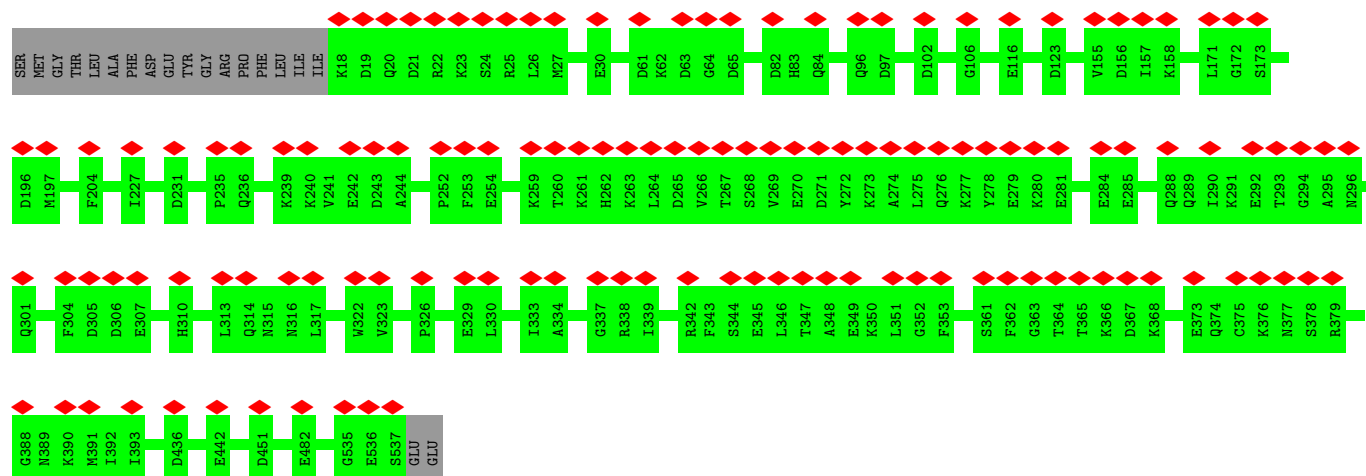 SER MET GLY THR LEU ALA PHE ASP GLU TYR GLY ARG PRO PHE LEU ILE ILE K18 D19 Q20 D21 R22 K23 S24 R25 L26 M27 E30 D61 K62 D63 G64 D65 D82 H83 Q84 Q96 D97 D102 G106 E116 D123 V155 D156 I157 K158 L171 G172 S173
D196 M197 F204 I227 D231 P235 Q236 K239 K240 V241 E242 D243 A244 P252 F253 E254 K259 T260 K261 H262 K263 L264 D265 V266 T267 S268 V269 E270 D271 Y272 K273 A274 L275 Q276 K277 Y278 E279 K280 E281 E284 E285 Q288 Q289 I290 K291 E292 T293 G294 A295 N296
Q301 F304 D305 D306 E307 H310 L313 Q314 N315 N316 L317 W322 V323 P326 E329 L330 I333 A334 G337 R338 I339 R342 F343 S344 E345 L346 T347 A348 E349 K350 L351 G352 F353 S361 F362 G363 T364 T365 K366 D367 K368 E373 Q374 C375 K376 N377 S378 R379
G388 N389 K390 M391 I392 I393 D436 E442 D451 E482 G535 E536 S537 GLU GLU